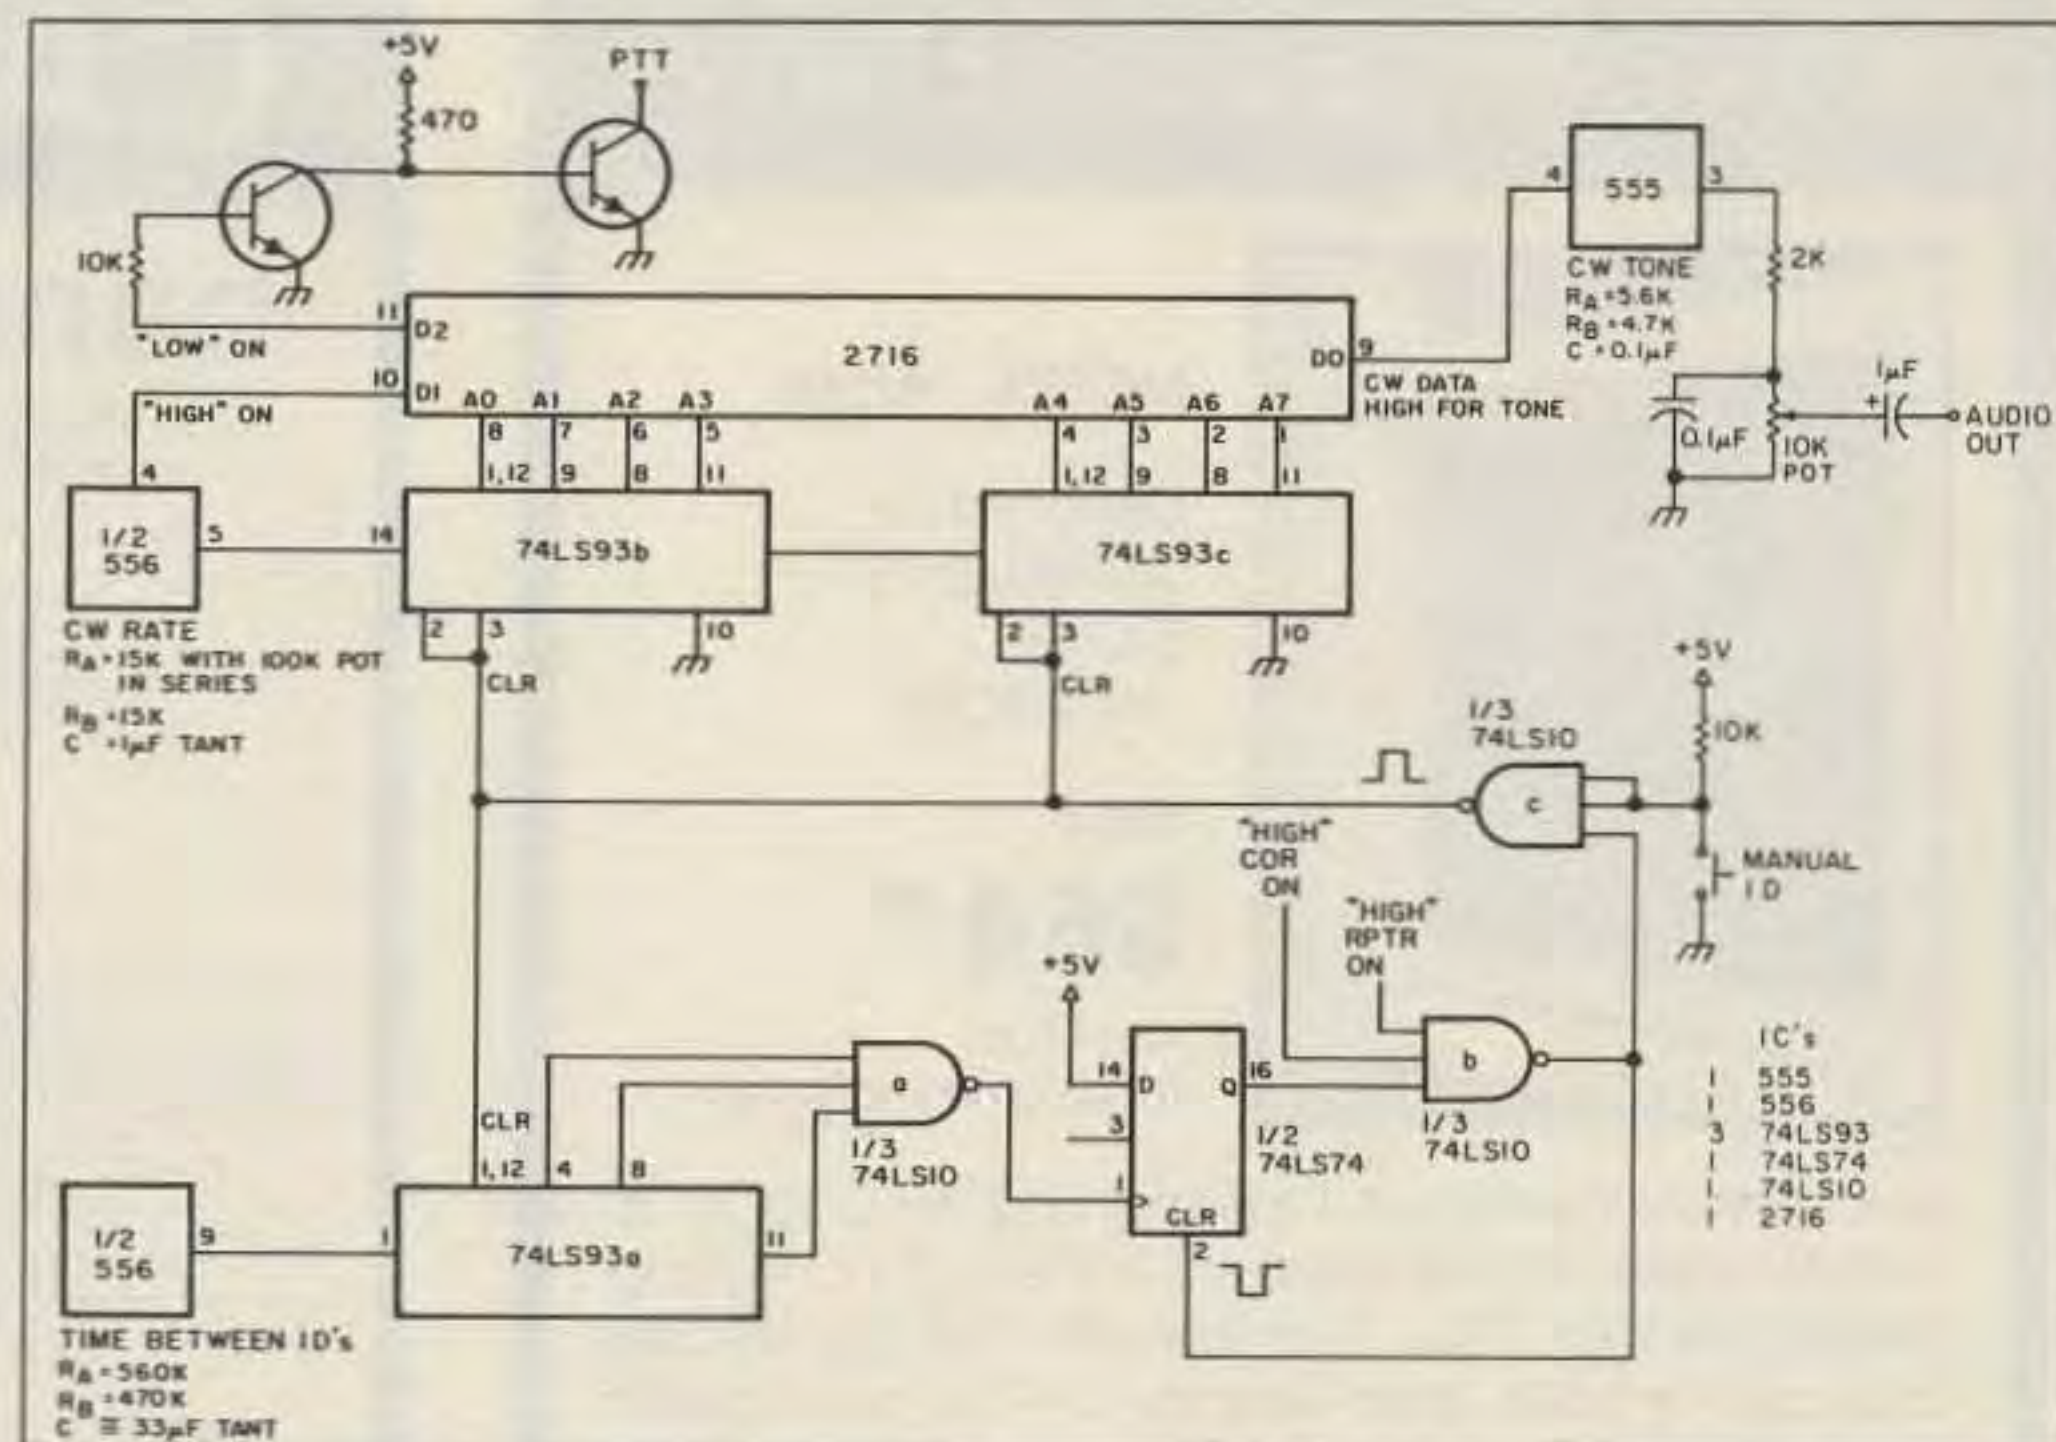 +5V
PTT
470
10K
"LOW" ON
11
D2
10
D1
"HIGH" ON
2716
DO
9
CW DATA
HIGH FOR TONE
A0 A1 A2 A3 A4 A5 A6 A7
8 7 6 5 4 3 2 1
1,12 9 8 11 1,12 9 8 11
4
555
3
CW TONE
RA=5.6K
RB=4.7K
C=0.1µF
2K
0.1µF
10K
POT
1µF
+
AUDIO
OUT
4
1/2
556
5
14
74LS93b
74LS93c
2 3 10
2 3 10
CLR
CLR
CW RATE
RA=15K WITH 100K POT
IN SERIES
RB=15K
C=1µF TANT
+5V
10K
1/3
74LS10
c
MANUAL
ID
"HIGH"
COR
ON
"HIGH"
RPTR
ON
+5V
14
D
Q
16
3
1
CLR
2
1/2
74LS74
b
1/3
74LS10
a
1/3
74LS10
CLR
1,12 4 8
1/2
556
9
1
74LS93a
11
TIME BETWEEN ID's
RA=560K
RB=470K
C ≅ 33µF TANT
IC's
1 555
1 556
3 74LS93
1 74LS74
1 74LS10
1 2716